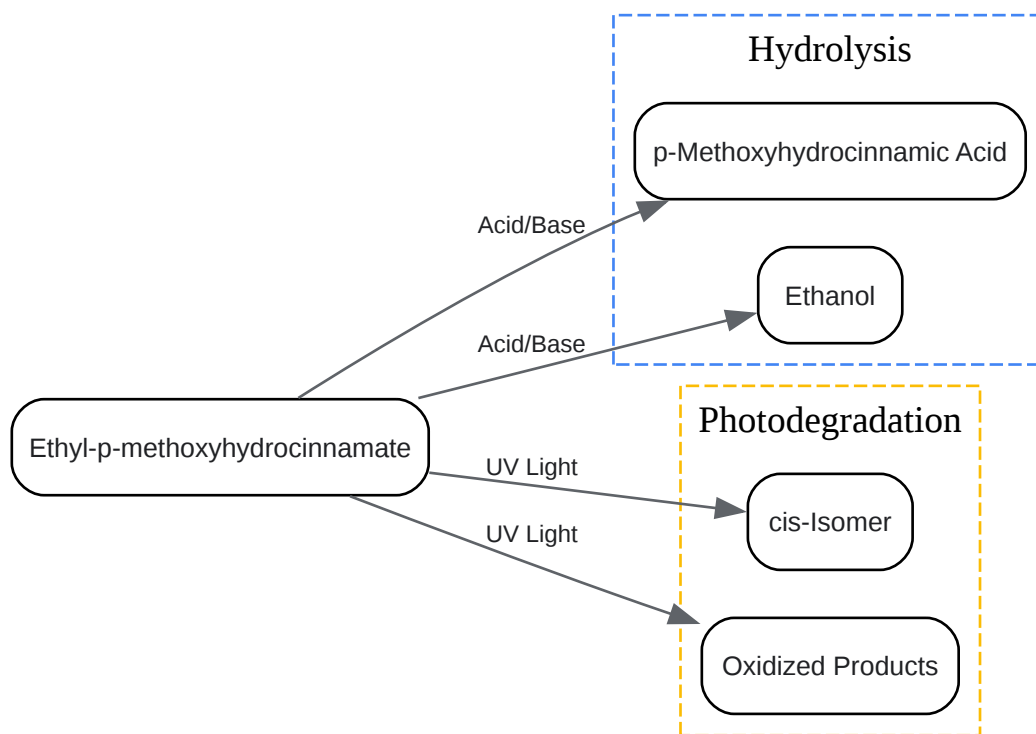 Hydrolysis
p-Methoxyhydrocinnamic Acid
Acid/Base
Ethanol
Acid/Base
Ethyl-p-methoxyhydrocinnamate
Photodegradation
UV Light
cis-Isomer
UV Light
Oxidized Products